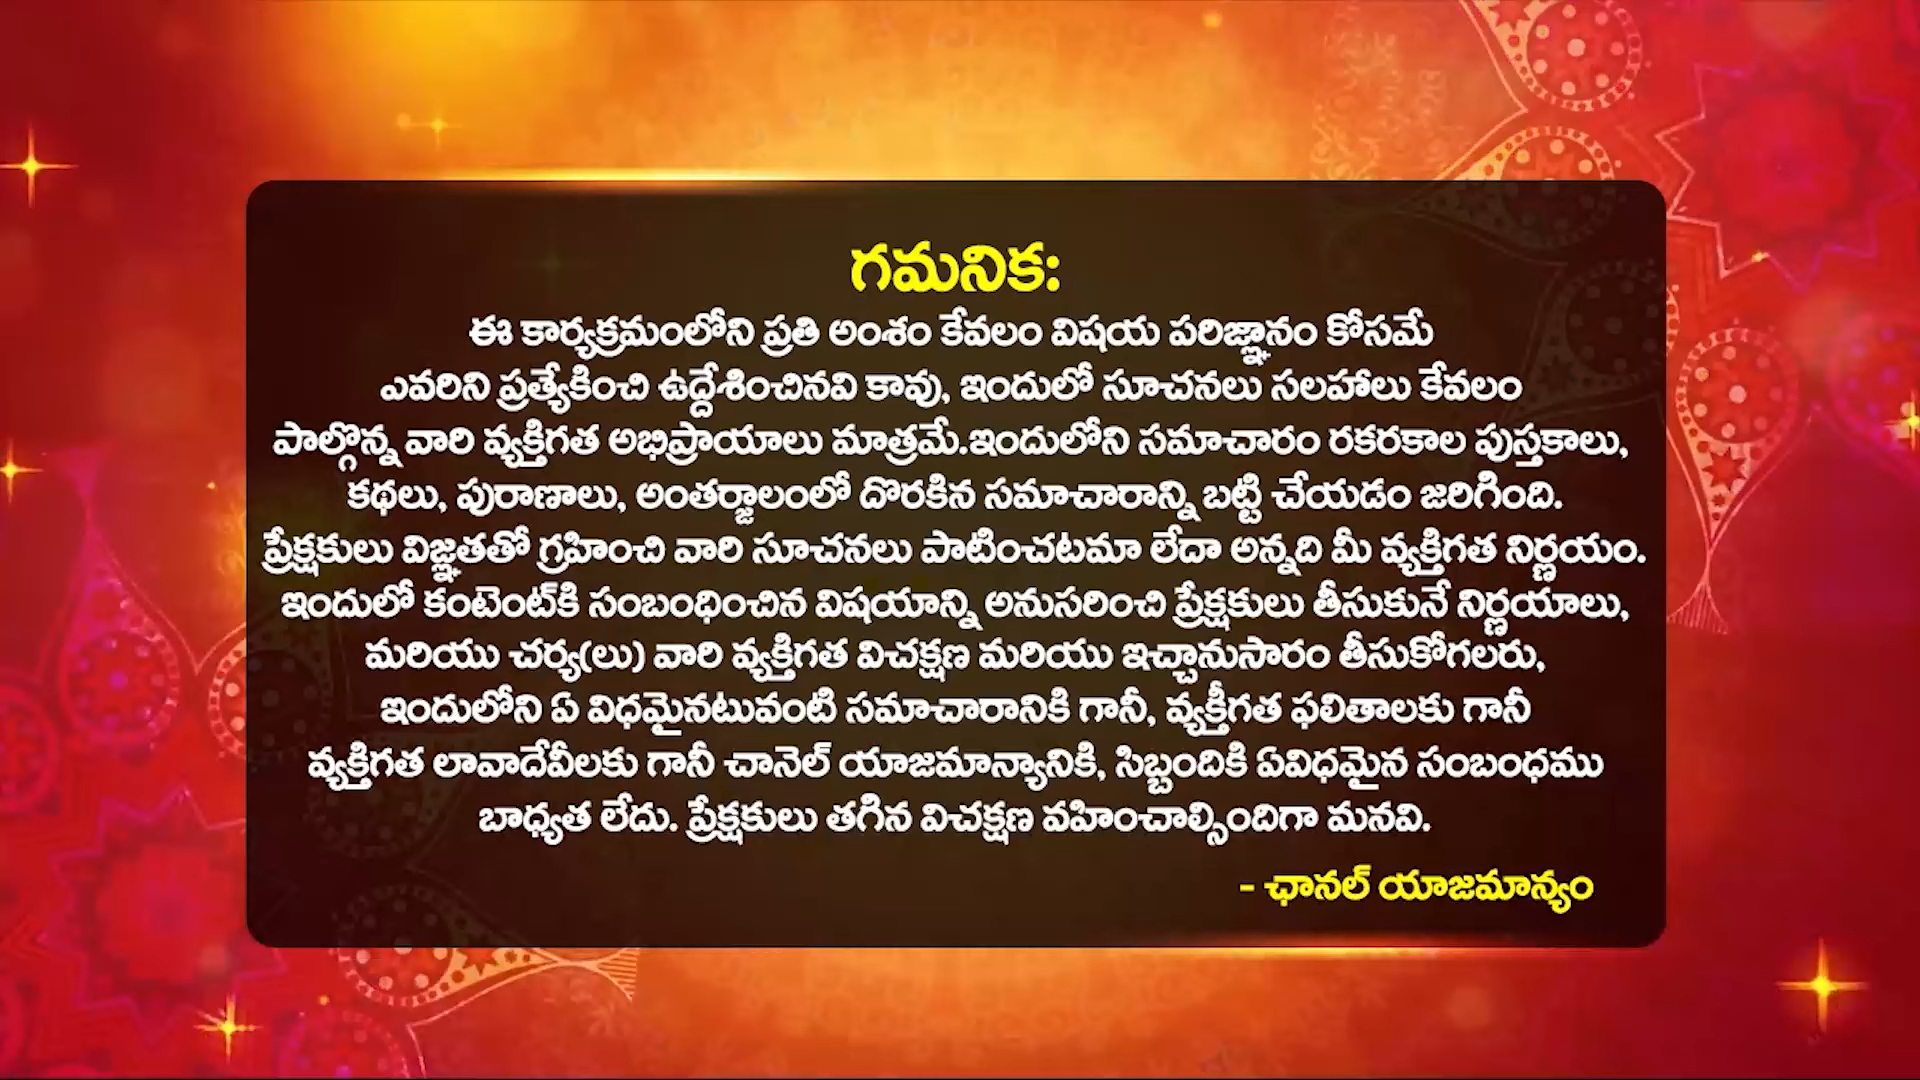 గమనిక:
ఈ కార్యక్రమంలోని ప్రతి అంశం కేవలం విషయ పరిజ్ఞానం కోసమే
ఎవరిని ప్రత్యేకించి ఉద్దేశించినవి కావు, ఇందులో సూచనలు సలహాలు కేవలం
పాల్గొన్న వారి వ్యక్తిగత అభిప్రాయాలు మాత్రమే.ఇందులోని సమాచారం రకరకాల పుస్తకాలు,
కథలు, పురాణాలు, అంతర్జాలంలో దొరకిన సమాచారాన్ని బట్టి చేయడం జరిగింది.
ప్రేక్షకులు విజ్ఞతతో గ్రహించి వారి సూచనలు పాటించటమా లేదా అన్నది మీ వ్యక్తిగత నిర్ణయం.
ఇందులో కంటెంట్‌కి సంబంధించిన విషయాన్ని అనుసరించి ప్రేక్షకులు తీసుకునే నిర్ణయాలు,
మరియు చర్య(లు) వారి వ్యక్తిగత విచక్షణ మరియు ఇచ్ఛానుసారం తీసుకోగలరు,
ఇందులోని ఏ విధమైనటువంటి సమాచారానికి గానీ, వ్యక్తీగత ఫలితాలకు గానీ
వ్యక్తిగత లావాదేవీలకు గానీ చానెల్ యాజమాన్యానికి, సిబ్బందికి ఏవిధమైన సంబంధము
బాధ్యత లేదు. ప్రేక్షకులు తగిన విచక్షణ వహించాల్సిందిగా మనవి.
- ఛానల్ యాజమాన్యం